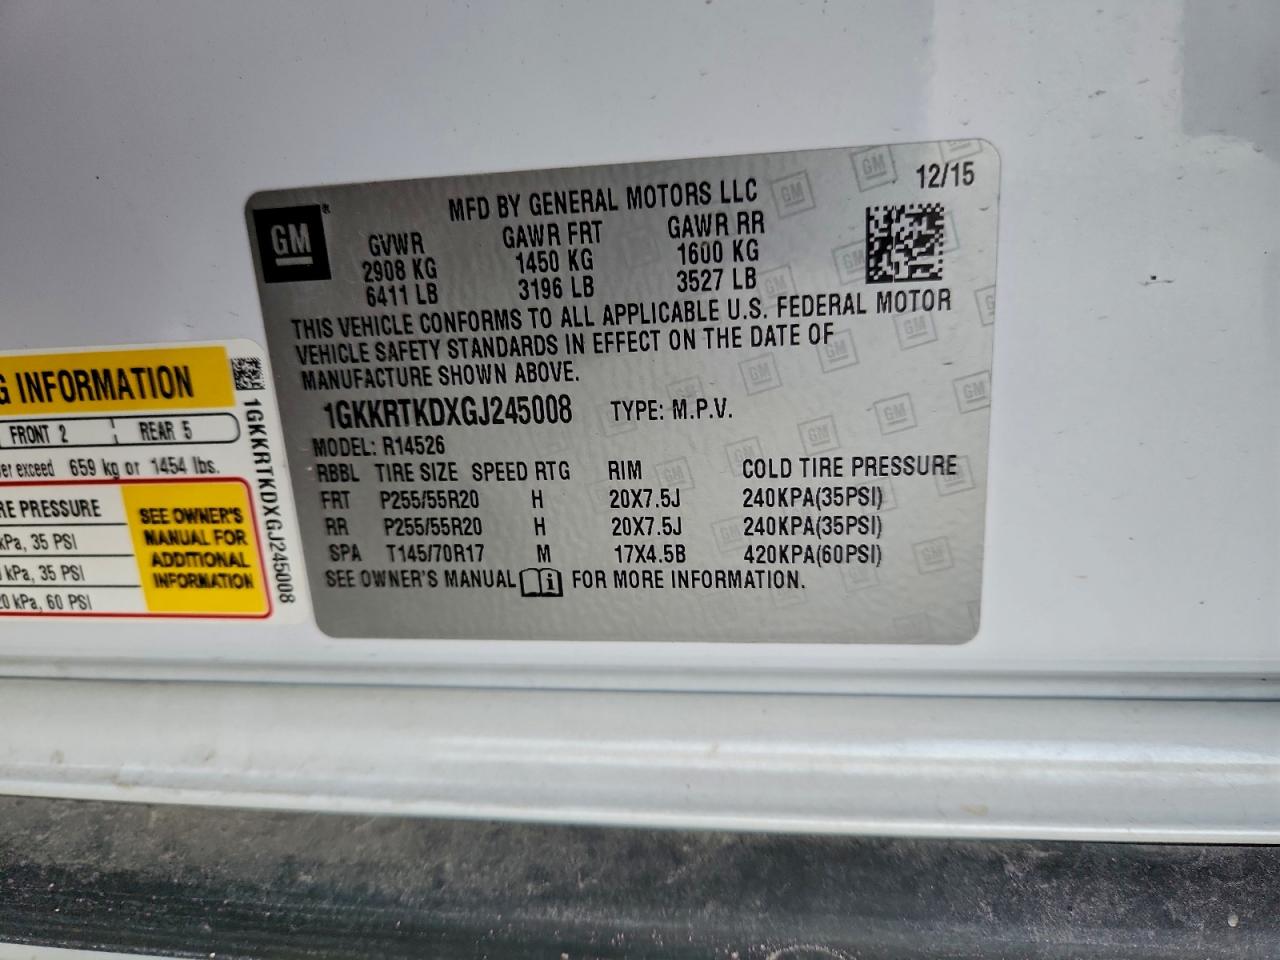 12/15
MFD BY GENERAL MOTORS LLC
GM®
GVWR GAWR FRT GAWR RR
2908 KG 1450 KG 1600 KG
6411 LB 3196 LB 3527 LB
THIS VEHICLE CONFORMS TO ALL APPLICABLE U.S. FEDERAL MOTOR
VEHICLE SAFETY STANDARDS IN EFFECT ON THE DATE OF
MANUFACTURE SHOWN ABOVE.
1GKKRTKDXGJ245008 TYPE: M.P.V.
MODEL: R14526
RBBL TIRE SIZE SPEED RTG RIM COLD TIRE PRESSURE
FRT P255/55R20 H 20X7.5J 240KPA(35PSI)
RR P255/55R20 H 20X7.5J 240KPA(35PSI)
SPA T145/70R17 M 17X4.5B 420KPA(60PSI)
SEE OWNER'S MANUAL i FOR MORE INFORMATION.
G INFORMATION
FRONT 2 REAR 5
er exceed 659 kg or 1454 lbs.
RE PRESSURE
kPa, 35 PSI
kPa, 35 PSI
20 kPa, 60 PSI
SEE OWNER'S
MANUAL FOR
ADDITIONAL
INFORMATION
1GKKRTKDXGJ245008